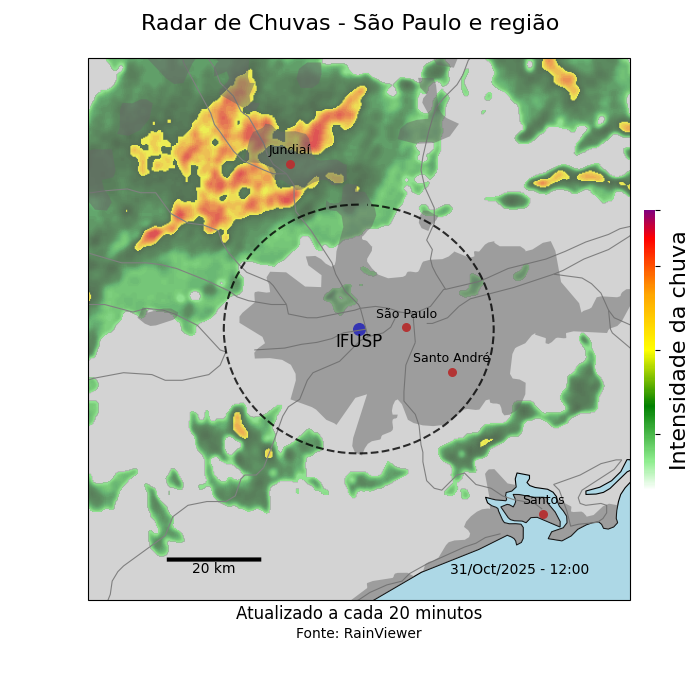 Radar de Chuvas - São Paulo e região
Jundiaí
São Paulo
IFUSP
Santo André
Santos
20 km
31/Oct/2025 - 12:00
Intensidade da chuva
Atualizado a cada 20 minutos
Fonte: RainViewer